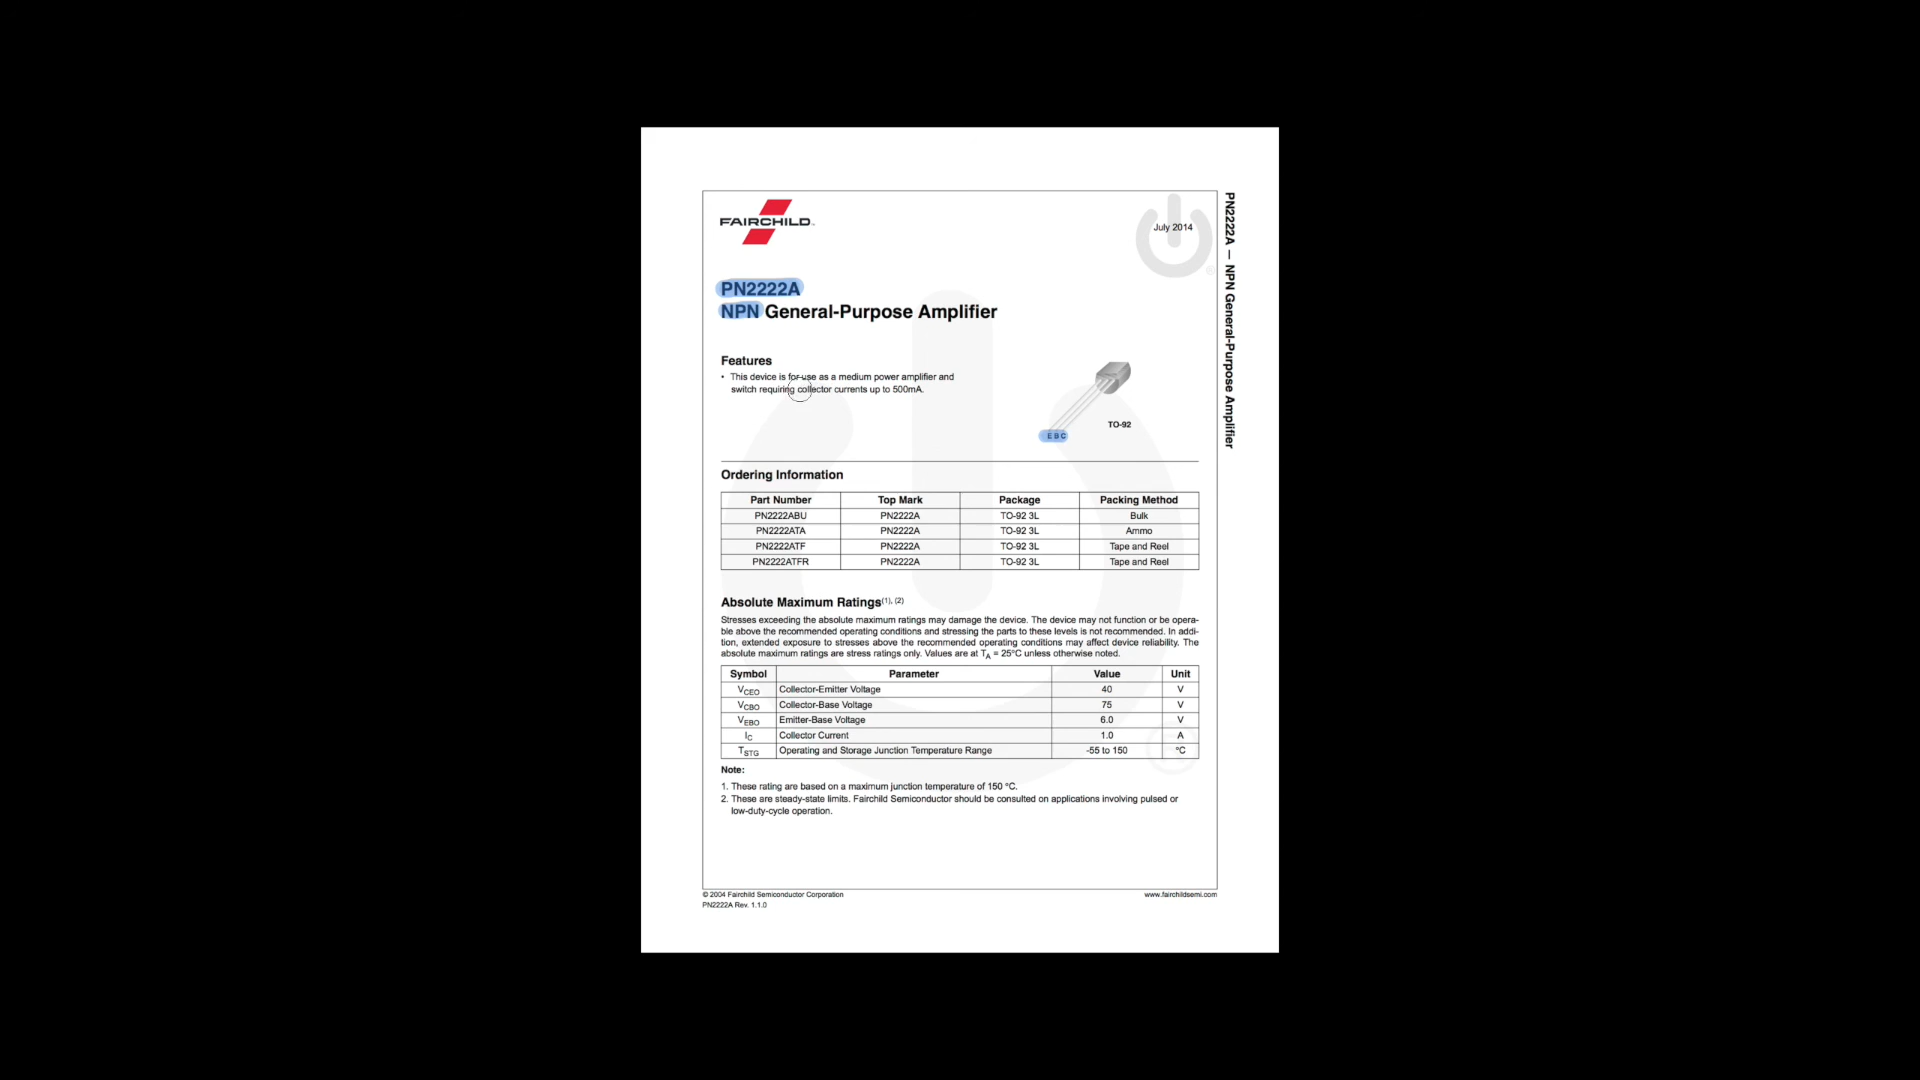 FAIRCHILD™
July 2014
PN2222A — NPN General-Purpose Amplifier
PN2222A
NPN General-Purpose Amplifier
Features
• This device is for use as a medium power amplifier and
switch requiring collector currents up to 500mA.
TO-92
E B C
Ordering Information
Part Number Top Mark Package Packing Method
PN2222ABU PN2222A TO-92 3L Bulk
PN2222ATA PN2222A TO-92 3L Ammo
PN2222ATF PN2222A TO-92 3L Tape and Reel
PN2222ATFR PN2222A TO-92 3L Tape and Reel
Absolute Maximum Ratings(1), (2)
Stresses exceeding the absolute maximum ratings may damage the device. The device may not function or be opera-
ble above the recommended operating conditions and stressing the parts to these levels is not recommended. In addi-
tion, extended exposure to stresses above the recommended operating conditions may affect device reliability. The
absolute maximum ratings are stress ratings only. Values are at TA = 25°C unless otherwise noted.
Symbol Parameter Value Unit
VCEO Collector-Emitter Voltage 40 V
VCBO Collector-Base Voltage 75 V
VEBO Emitter-Base Voltage 6.0 V
IC Collector Current 1.0 A
TSTG Operating and Storage Junction Temperature Range -55 to 150 °C
Note:
1. These rating are based on a maximum junction temperature of 150 °C.
2. These are steady-state limits. Fairchild Semiconductor should be consulted on applications involving pulsed or
low-duty-cycle operation.
© 2004 Fairchild Semiconductor Corporation www.fairchildsemi.com
PN2222A Rev. 1.1.0